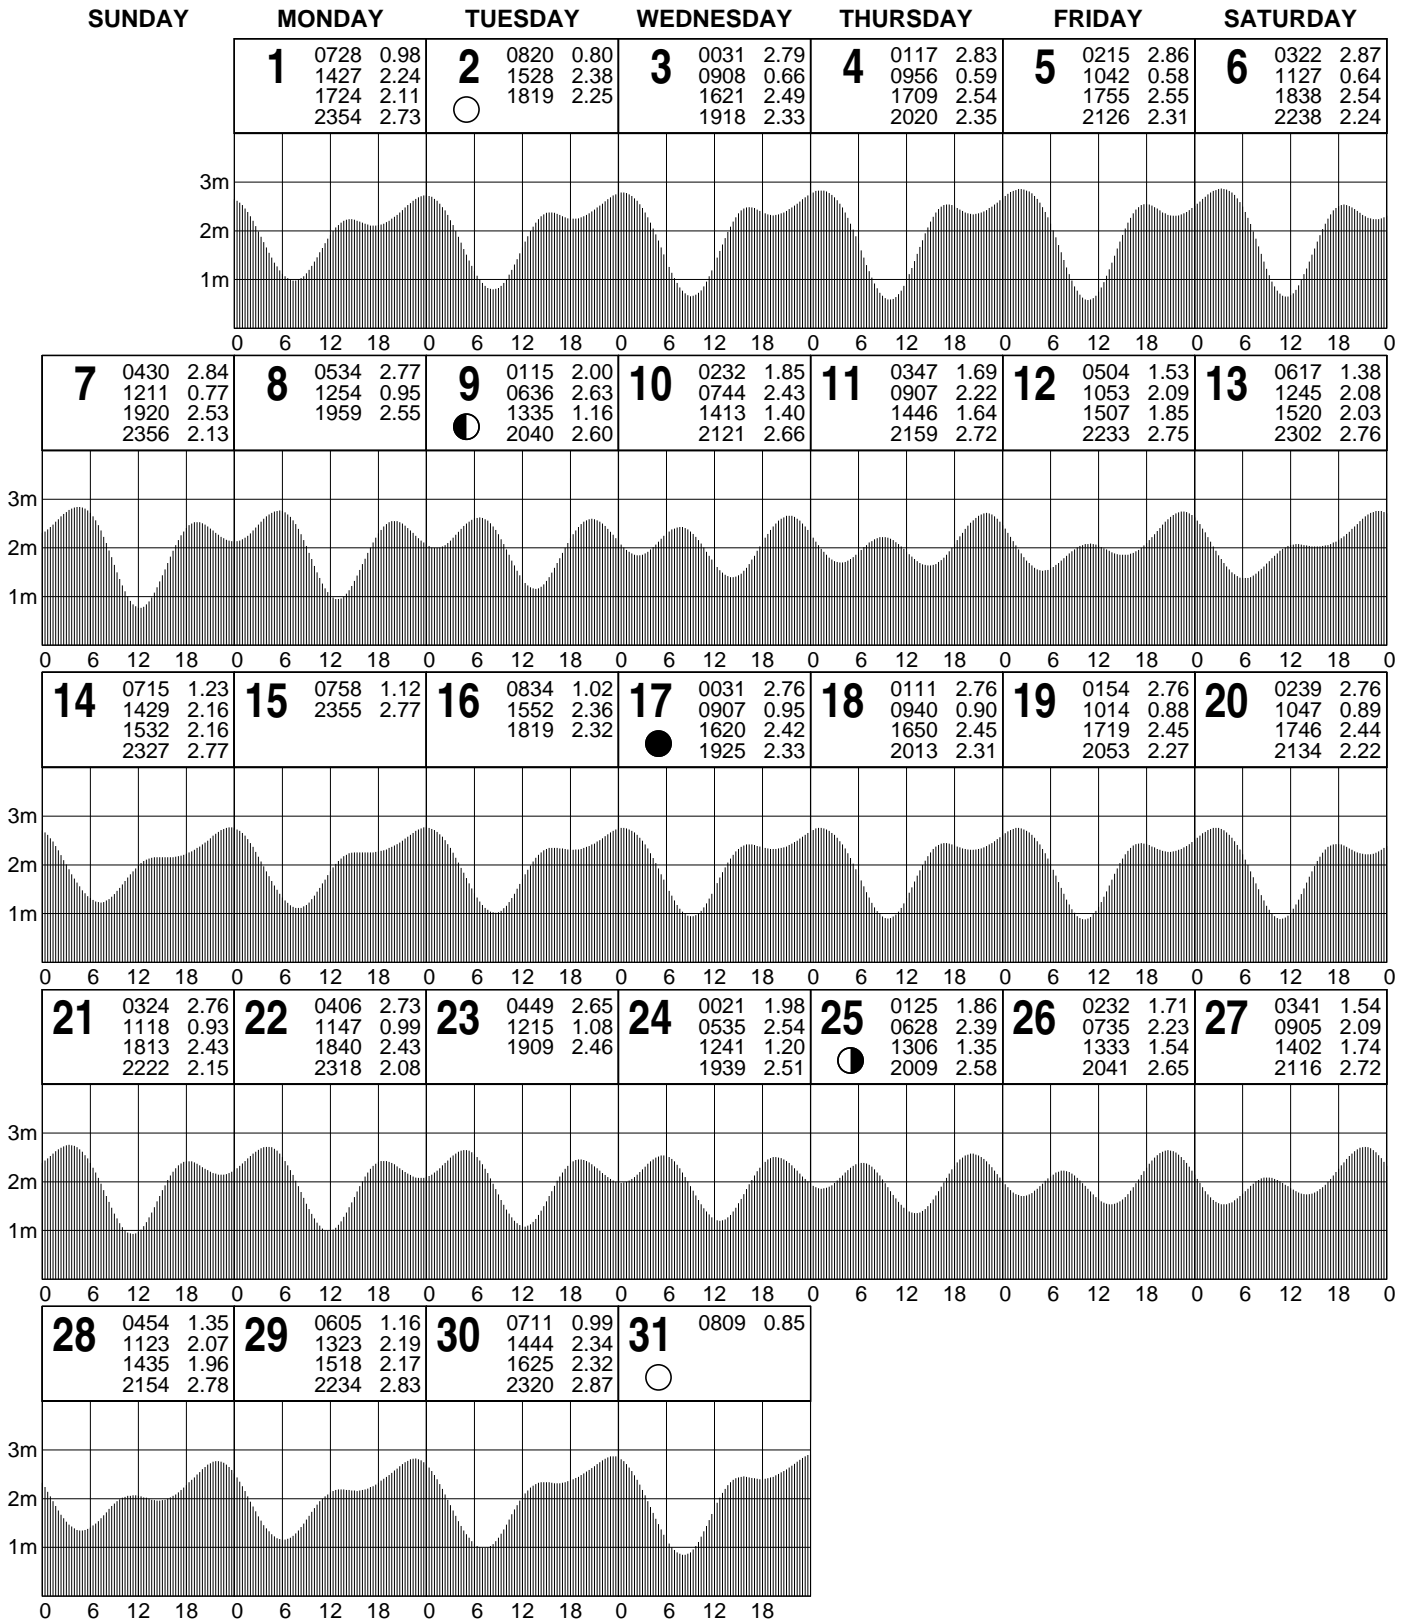 SUNDAY MONDAY TUESDAY WEDNESDAY THURSDAY FRIDAY SATURDAY
1 0728 0.98
1427 2.24
1724 2.11
2354 2.73
2 0820 0.80
1528 2.38
1819 2.25
3 0031 2.79
0908 0.66
1621 2.49
1918 2.33
4 0117 2.83
0956 0.59
1709 2.54
2020 2.35
5 0215 2.86
1042 0.58
1755 2.55
2126 2.31
6 0322 2.87
1127 0.64
1838 2.54
2238 2.24
3m
2m
1m
0 6 12 18 0 6 12 18 0 6 12 18 0 6 12 18 0 6 12 18 0 6 12 18 0
7 0430 2.84
1211 0.77
1920 2.53
2356 2.13
8 0534 2.77
1254 0.95
1959 2.55
9 0115 2.00
0636 2.63
1335 1.16
2040 2.60
10 0232 1.85
0744 2.43
1413 1.40
2121 2.66
11 0347 1.69
0907 2.22
1446 1.64
2159 2.72
12 0504 1.53
1053 2.09
1507 1.85
2233 2.75
13 0617 1.38
1245 2.08
1520 2.03
2302 2.76
3m
2m
1m
0 6 12 18 0 6 12 18 0 6 12 18 0 6 12 18 0 6 12 18 0 6 12 18 0 6 12 18 0
14 0715 1.23
1429 2.16
1532 2.16
2327 2.77
15 0758 1.12
2355 2.77
16 0834 1.02
1552 2.36
1819 2.32
17 0031 2.76
0907 0.95
1620 2.42
1925 2.33
18 0111 2.76
0940 0.90
1650 2.45
2013 2.31
19 0154 2.76
1014 0.88
1719 2.45
2053 2.27
20 0239 2.76
1047 0.89
1746 2.44
2134 2.22
3m
2m
1m
0 6 12 18 0 6 12 18 0 6 12 18 0 6 12 18 0 6 12 18 0 6 12 18 0 6 12 18 0
21 0324 2.76
1118 0.93
1813 2.43
2222 2.15
22 0406 2.73
1147 0.99
1840 2.43
2318 2.08
23 0449 2.65
1215 1.08
1909 2.46
24 0021 1.98
0535 2.54
1241 1.20
1939 2.51
25 0125 1.86
0628 2.39
1306 1.35
2009 2.58
26 0232 1.71
0735 2.23
1333 1.54
2041 2.65
27 0341 1.54
0905 2.09
1402 1.74
2116 2.72
3m
2m
1m
0 6 12 18 0 6 12 18 0 6 12 18 0 6 12 18 0 6 12 18 0 6 12 18 0 6 12 18 0
28 0454 1.35
1123 2.07
1435 1.96
2154 2.78
29 0605 1.16
1323 2.19
1518 2.17
2234 2.83
30 0711 0.99
1444 2.34
1625 2.32
2320 2.87
31 0809 0.85
3m
2m
1m
0 6 12 18 0 6 12 18 0 6 12 18 0 6 12 18